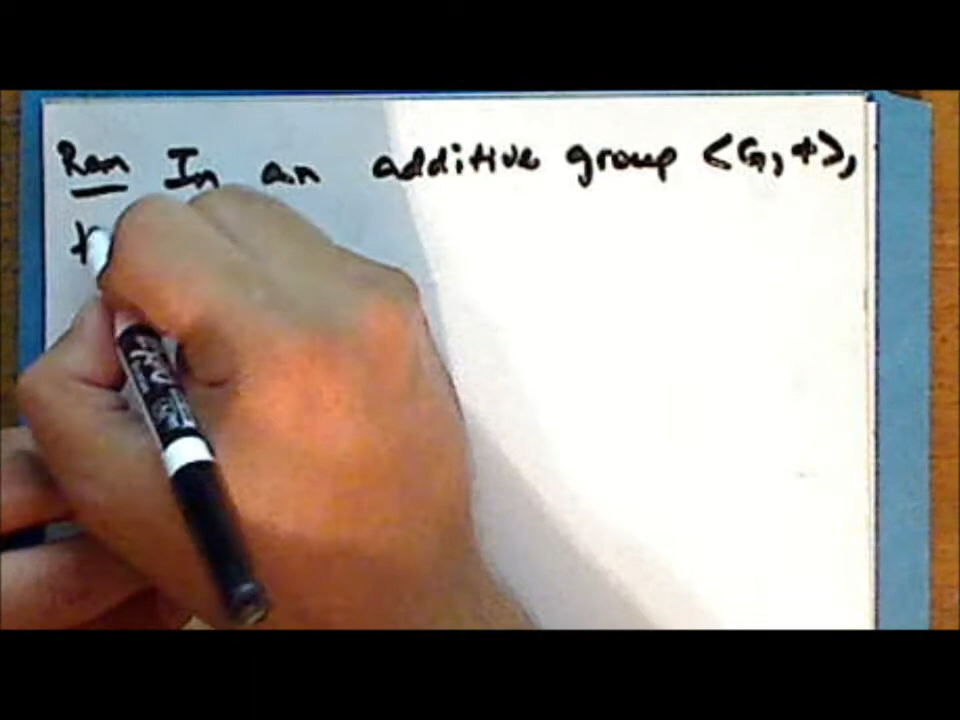 Rem In an additive group <G, +>,